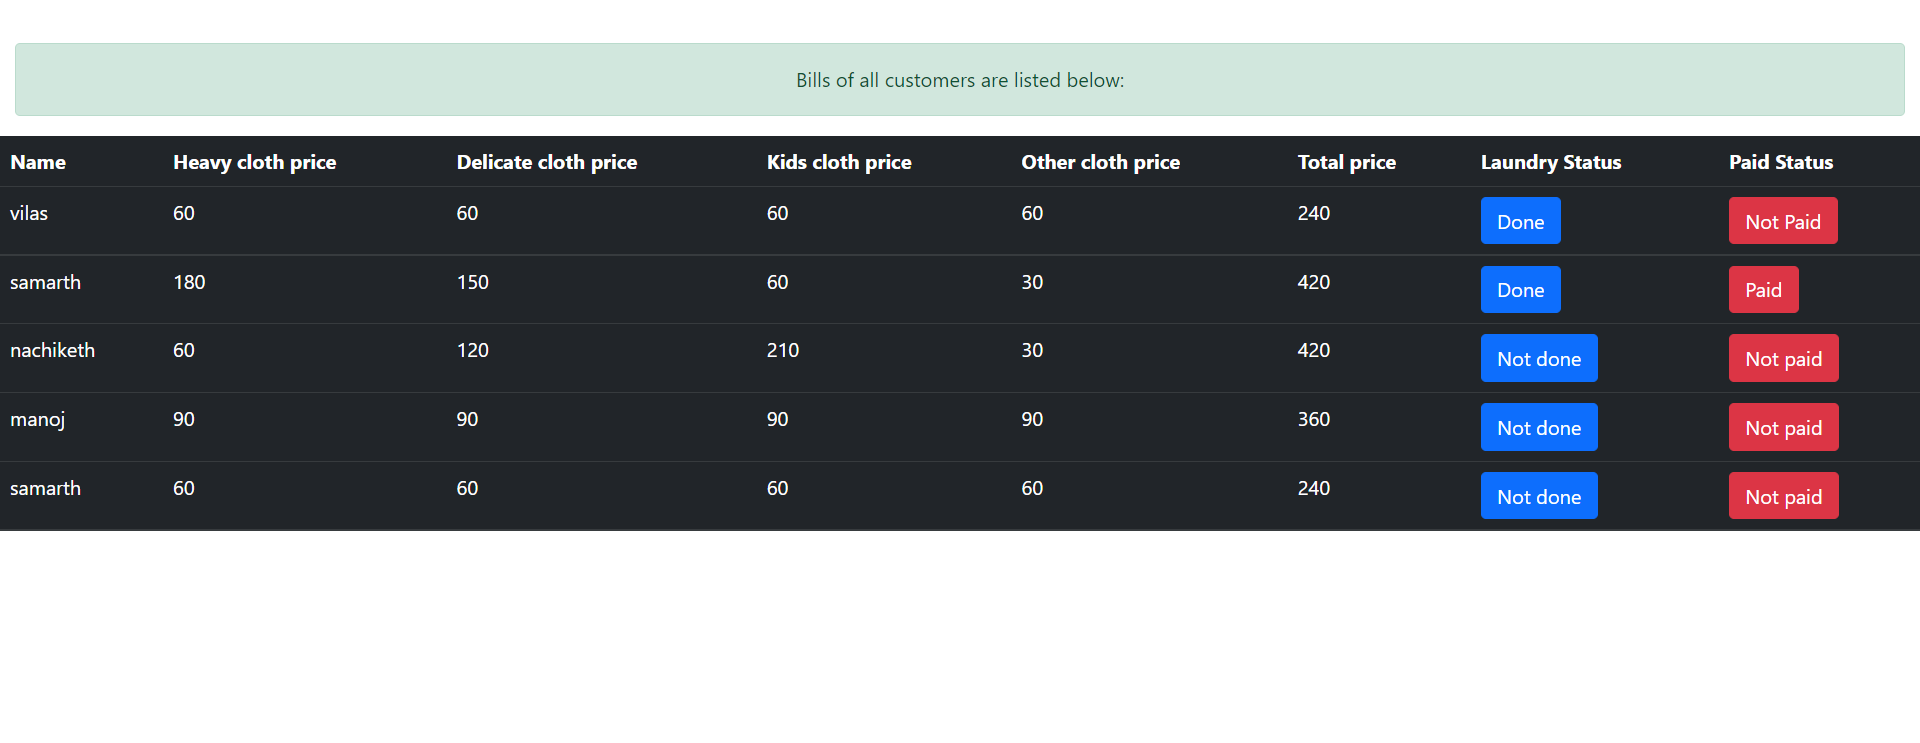 Bills of all customers are listed below:
Name Heavy cloth price Delicate cloth price Kids cloth price Other cloth price Total price Laundry Status Paid Status
vilas 60 60 60 60 240 Done Not Paid
samarth 180 150 60 30 420 Done Paid
nachiketh 60 120 210 30 420 Not done Not paid
manoj 90 90 90 90 360 Not done Not paid
samarth 60 60 60 60 240 Not done Not paid